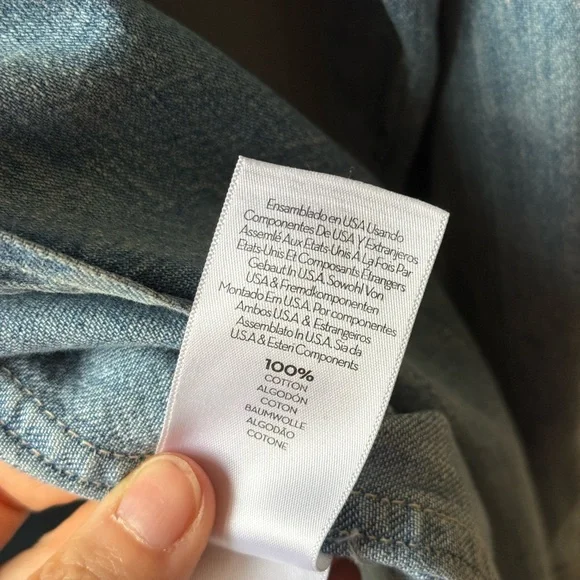 Ensamblado en USA Usando
Componentes De USA Y Extranjeros
Assemblé Aux Etats-Unis A La Fois Par
Etats-Unis Et Composants Etrangers
Gebaut In U.S.A. Sowohl Von
USA & Fremdkomponenten
Montado Em U.S.A. Por componentes
Ambos U.S.A & Estrangeiros
Assemblato In U.S.A. Sia da
U.S.A & Esteri Components
100%
COTTON
ALGODÓN
COTON
BAUMWOLLE
ALGODÃO
COTONE